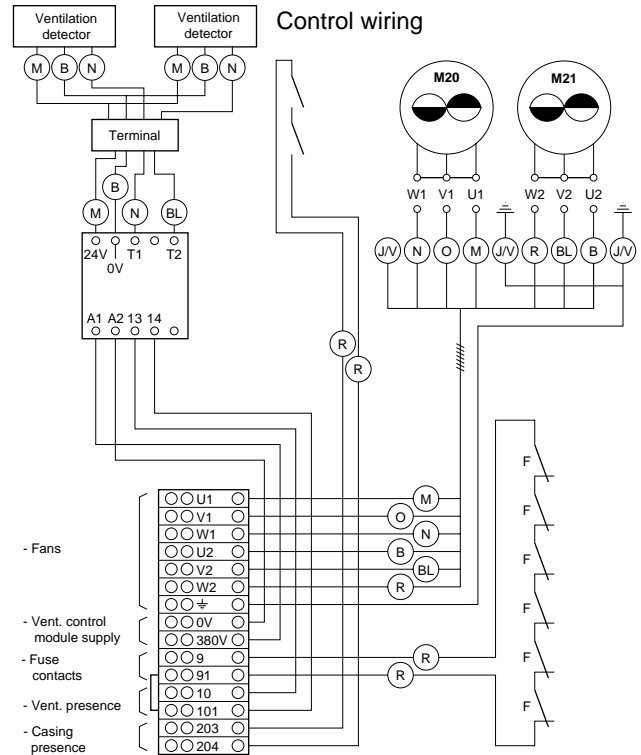 Control wiring
Ventilation
detector
Ventilation
detector
M B N
M B N
Terminal
B
M N BL
24V 0V T1 T2
A1 A2 13 14
M20
M21
W1 V1 U1
W2 V2 U2
J/V N O M J/V R BL B J/V
R
R
F
F
F
F
F
F
- Fans
- Vent. control
module supply
- Fuse
contacts
- Vent. presence
- Casing
presence
U1 M
V1 O
W1 N
U2 B
V2 BL
W2 R
0V
380V
9 R
91 R
10
101
203
204